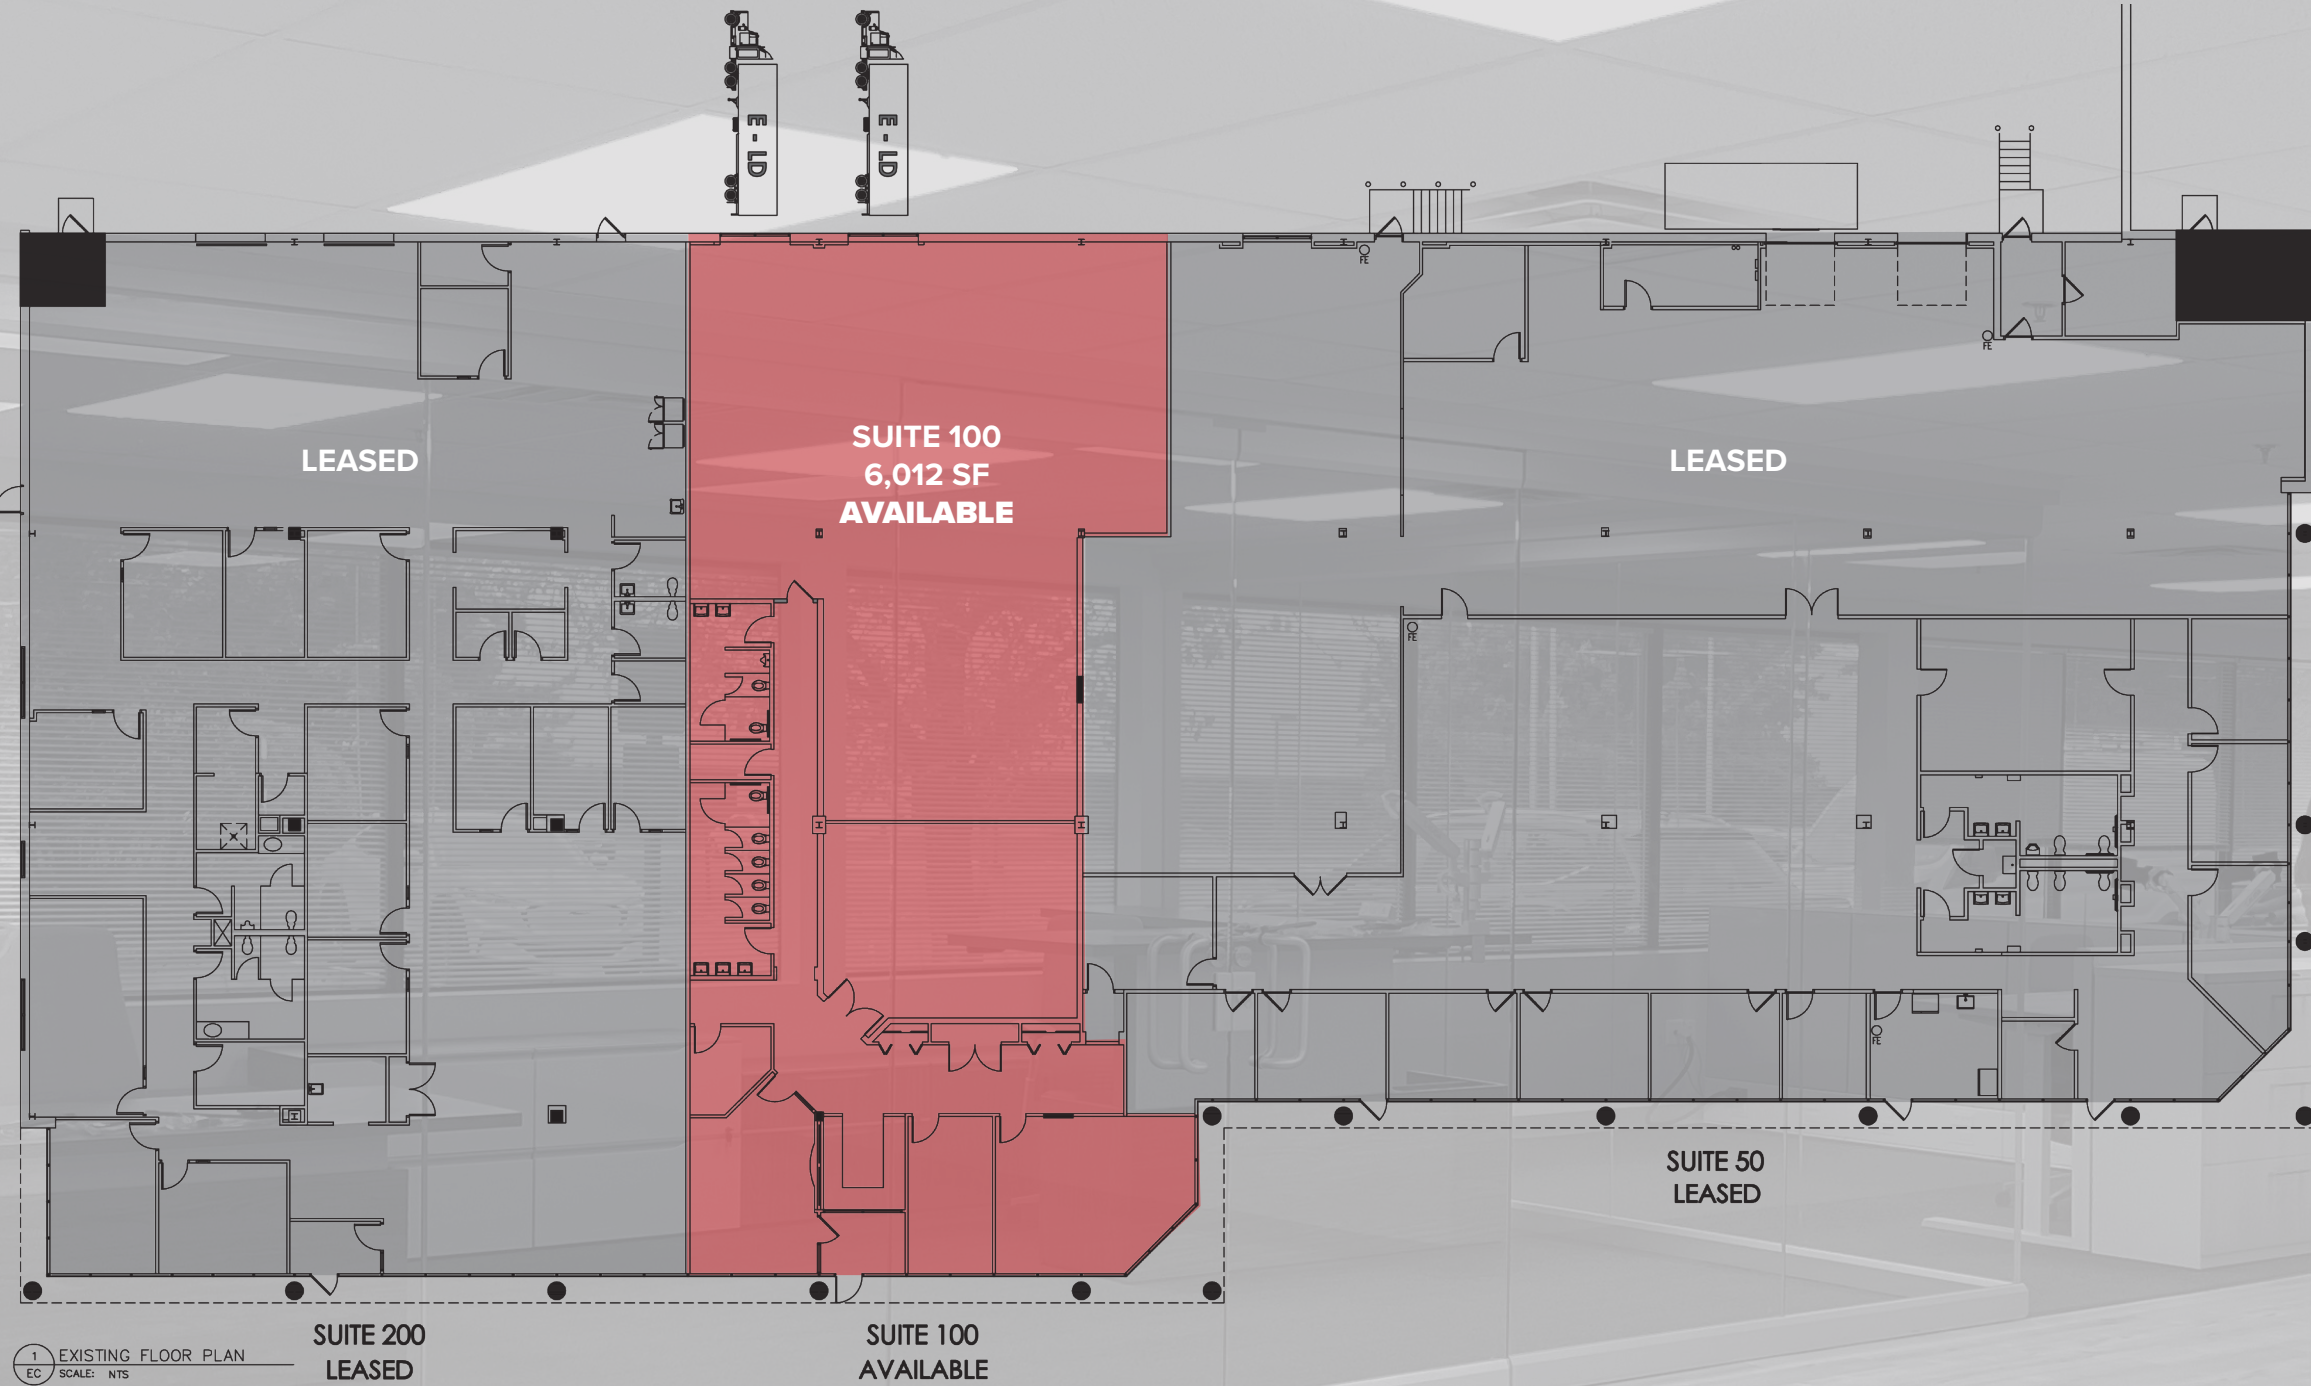 E-LD
E-LD
FE
8
FE
LEASED
SUITE 100
6,012 SF
AVAILABLE
LEASED
FE
FE
SUITE 50
LEASED
SUITE 200
LEASED
SUITE 100
AVAILABLE
1
EC
EXISTING FLOOR PLAN
SCALE: NTS